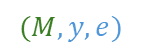 (M, y, e)